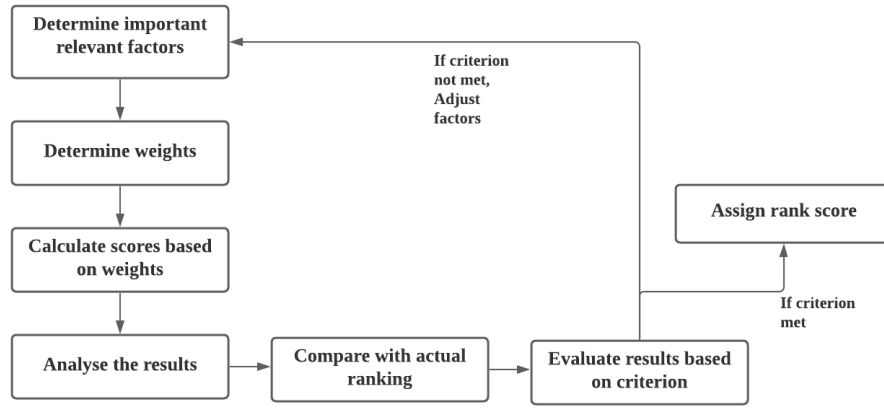 Determine important
relevant factors
Determine weights
Calculate scores based
on weights
Analyse the results
Compare with actual
ranking
Evaluate results based
on criterion
If criterion
not met,
Adjust
factors
If criterion
met
Assign rank score